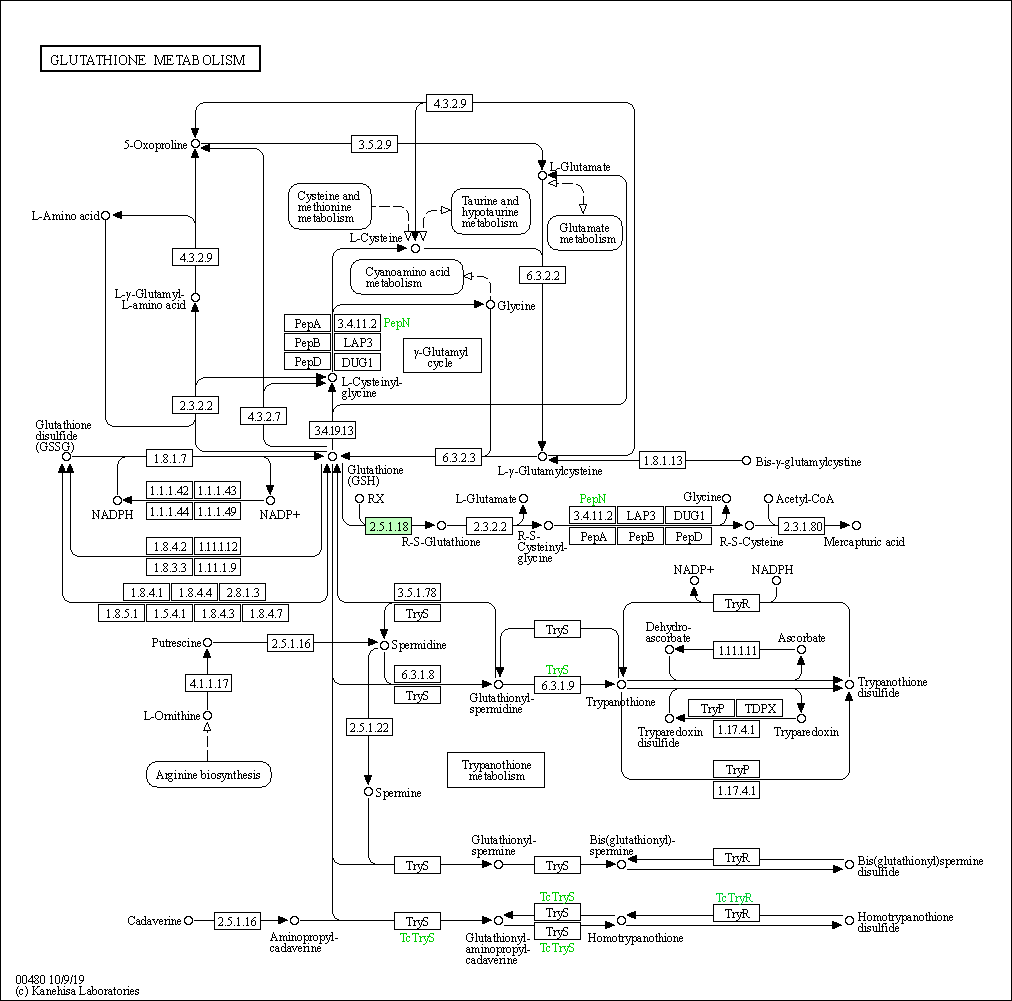 GLUTATHIONE METABOLISM
4.3.2.9
5-Oxoproline
3.5.2.9
L-Glutamate
Cysteine and
methionine
metabolism
Taurine and
hypotaurine
metabolism
L-Amino acid
L-Cysteine
Glutamate
metabolism
4.3.2.9
Cyanoamino acid
metabolism
6.3.2.2
L-γ-Glutamyl-
L-amino acid
Glycine
PepA
3.4.11.2
PepN
PepB
LAP3
PepD
DUG1
γ-Glutamyl
cycle
L-Cysteinyl-
glycine
2.3.2.2
4.3.2.7
3.4.19.13
Glutathione
disulfide
(GSSG)
1.8.1.7
6.3.2.3
1.8.1.13
Bis-γ-glutamylcystine
Glutathione
(GSH)
L-γ-Glutamylcysteine
1.1.1.42
1.1.1.43
1.1.1.44
1.1.1.49
NADPH
NADP+
RX
L-Glutamate
PepN
Glycine
Acetyl-CoA
2.5.1.18
2.3.2.2
3.4.11.2
LAP3
DUG1
PepA
PepB
PepD
2.3.1.80
R-S-Glutathione
R-S-
Cysteinyl-
glycine
R-S-Cysteine
Mercapturic acid
1.8.4.2
1.11.1.12
1.8.3.3
1.11.1.9
NADP+
NADPH
1.8.4.1
1.8.4.4
2.8.1.3
1.8.5.1
1.5.4.1
1.8.4.3
1.8.4.7
3.5.1.78
TryS
TryR
Putrescine
2.5.1.16
Spermidine
TryS
Dehydro-
ascorbate
Ascorbate
1.11.1.11
4.1.1.17
6.3.1.8
TryS
TryS
6.3.1.9
Glutathionyl-
spermidine
Trypanothione
Trypanothione
disulfide
L-Ornithine
2.5.1.22
TryP
TDPX
1.17.4.1
Tryparedoxin
disulfide
Tryparedoxin
Arginine biosynthesis
Trypanothione
metabolism
TryP
1.17.4.1
Spermine
Glutathionyl-
spermine
Bis(glutathionyl)-
spermine
TryS
TryS
TryR
Bis(glutathionyl)spermine
disulfide
Cadaverine
2.5.1.16
Aminopropyl-
cadaverine
TryS
TcTryS
Glutathionyl-
aminopropyl-
cadaverine
TcTryS
TryS
TryS
TcTryS
Homotrypanothione
TcTryR
TryR
Homotrypanothione
disulfide
00480 10/9/19
(c) Kanehisa Laboratories